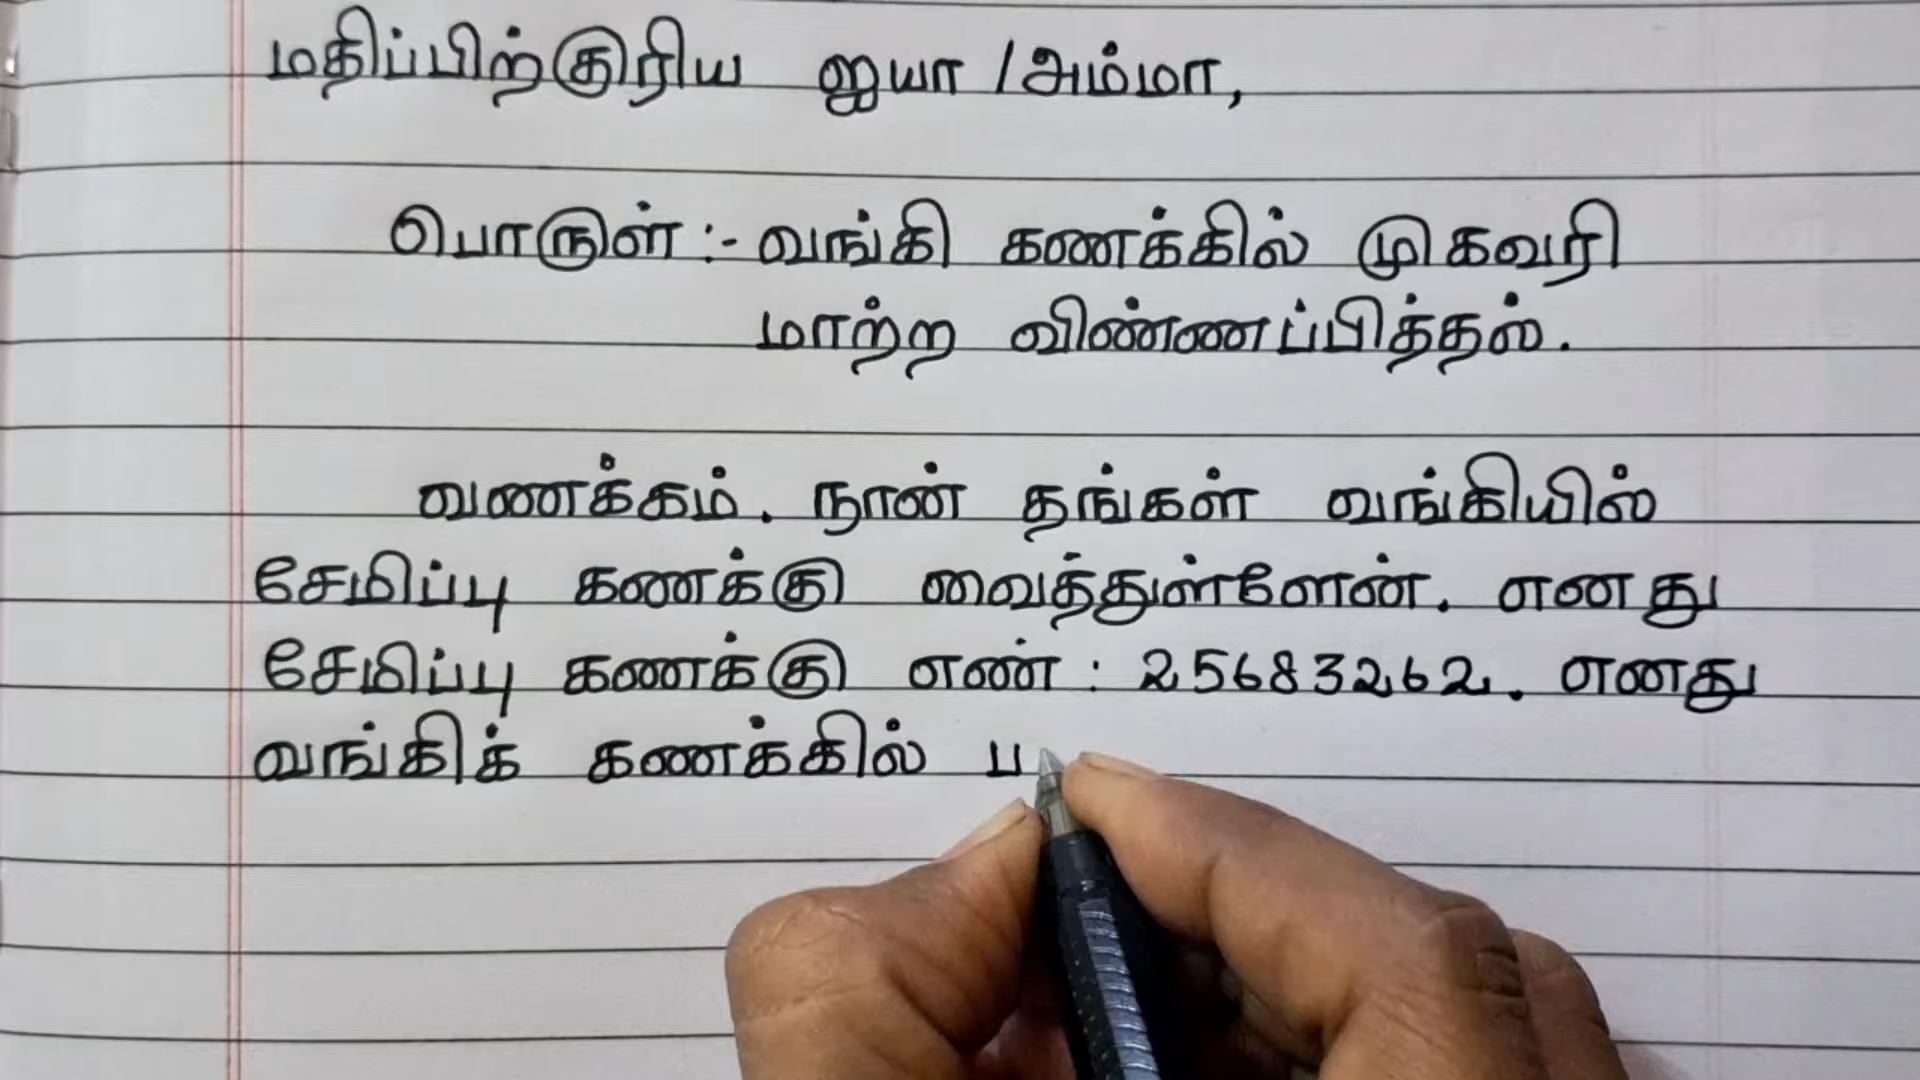 மதிப்பிற்குரிய ஐயா /அம்மா,
பொருள் :- வங்கி கணக்கில் முகவரி
மாற்ற விண்ணப்பித்தல்.
வணக்கம். நான் தங்கள் வங்கியில்
சேமிப்பு கணக்கு வைத்துள்ளேன். எனது
சேமிப்பு கணக்கு எண் : 25683262. எனது
வங்கிக் கணக்கில் ப